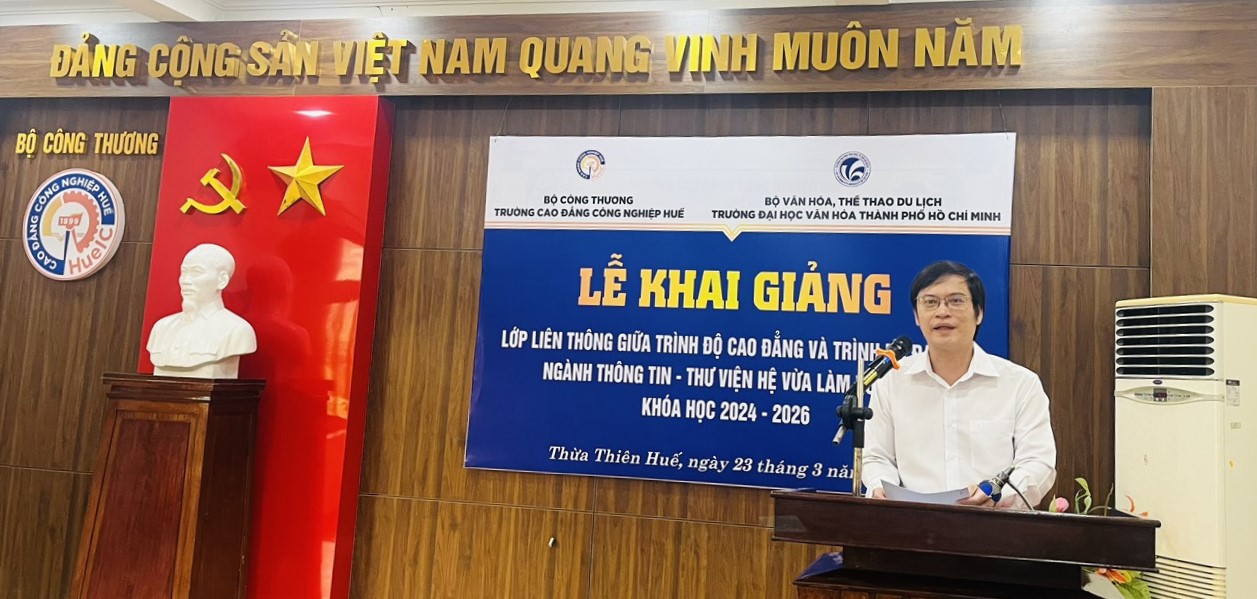 ĐẢNG CỘNG SẢN VIỆT NAM QUANG VINH MUÔN NĂM
BỘ CÔNG THƯƠNG
CAO ĐẲNG CÔNG NGHIỆP HUẾ
1899
HueIC
BỘ CÔNG THƯƠNG
TRƯỜNG CAO ĐẲNG CÔNG NGHIỆP HUẾ
BỘ VĂN HÓA, THỂ THAO DU LỊCH
TRƯỜNG ĐẠI HỌC VĂN HÓA THÀNH PHỐ HỒ CHÍ MINH
LỄ KHAI GIẢNG
LỚP LIÊN THÔNG GIỮA TRÌNH ĐỘ CAO ĐẲNG VÀ TRÌNH
NGÀNH THÔNG TIN - THƯ VIỆN HỆ VỪA LÀM
KHÓA HỌC 2024 - 2026
Thừa Thiên Huế, ngày 23 tháng 3 năm